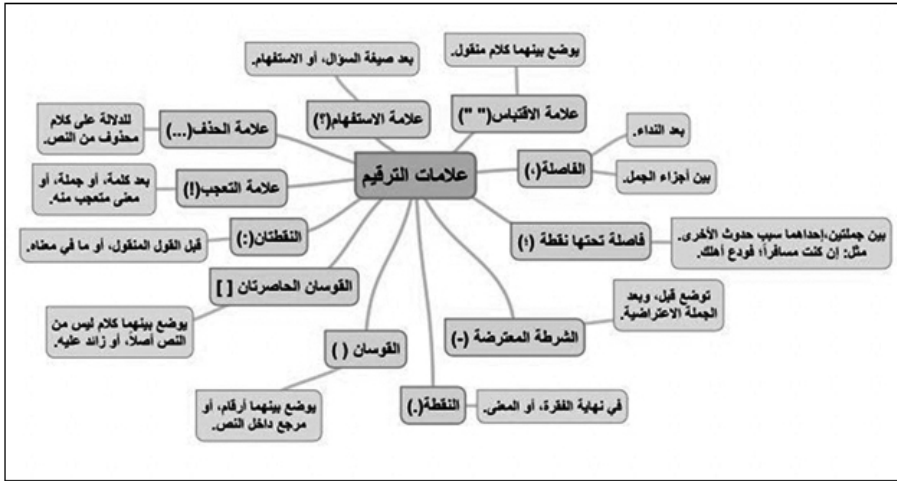 علامات الترقيم
يوضع بينهما كلام منقول.
علامة الاقتباس(" ")
بعد صيغة السؤال، أو الاستفهام.
علامة الاستفهام(؟)
للدلالة على كلام
محذوف من النص.
علامة الحذف(...)
بعد كلمة، أو جملة، أو
معنى متعجب منه.
علامة التعجب(!)
قبل القول المنقول، أو ما في معناه.
النقطتان(:)
القوسان الحاصرتان [ ]
يوضع بينهما كلام ليس من
النص أصلاً، أو زائد عليه.
القوسان ( )
يوضع بينهما أرقام، أو
مرجع داخل النص.
النقطة(.)
في نهاية الفقرة، أو المعنى.
الشرطة المعترضة (-)
توضع قبل، وبعد
الجملة الاعتراضية.
فاصلة تحتها نقطة (؛)
بين جملتين،إحداهما سبب حدوث الأخرى.
مثل: إن كنت مسافراً؛ فودع أهلك.
الفاصلة(،)
بعد النداء.
بين أجزاء الجمل.